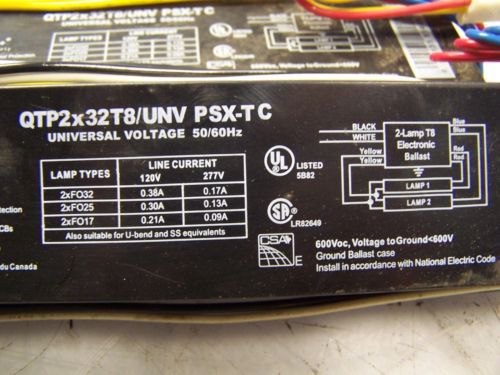 QTP2x32T8/UNV PSX-TC
QTP2x32T8/UNV PSX-TC
UNIVERSAL VOLTAGE 50/60Hz
LAMP TYPES
LINE CURRENT
120V 277V
2xFO32 0.38A 0.17A
2xFO25 0.30A 0.13A
2xFO17 0.21A 0.09A
Also suitable for U-bend and SS equivalents
UL
LISTED
5B82
SA
LR82649
CSA
E
BLACK
WHITE
Yellow
Yellow
2-Lamp T8
Electronic
Ballast
Blue
Blue
Red
Red
LAMP 1
LAMP 2
600Voc, Voltage to Ground<600V
Ground Ballast case
Install in accordance with National Electric Code
CBs
du Canada